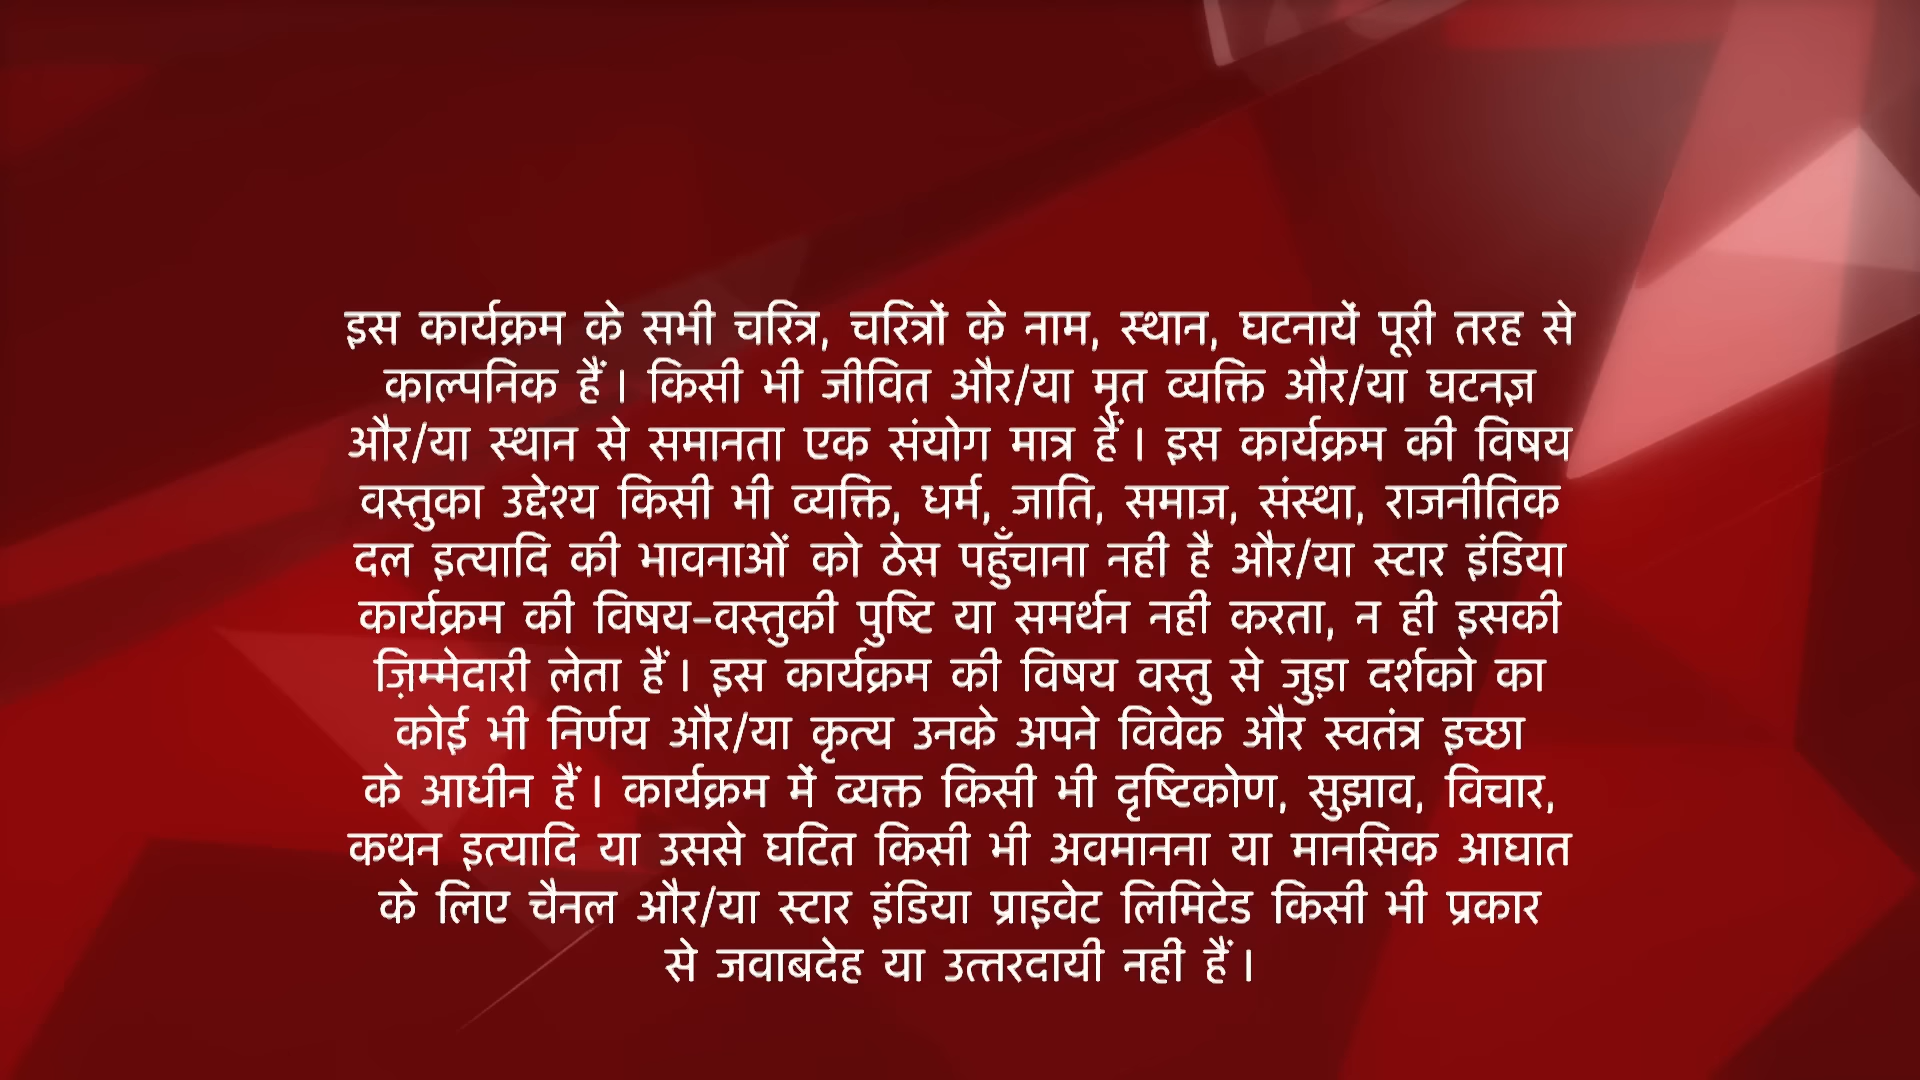 इस कार्यक्रम के सभी चरित्र, चरित्रों के नाम, स्थान, घटनायें पूरी तरह से
काल्पनिक हैं। किसी भी जीवित और/या मृत व्यक्ति और/या घटनज्ञ
और/या स्थान से समानता एक संयोग मात्र हैं। इस कार्यक्रम की विषय
वस्तुका उद्देश्य किसी भी व्यक्ति, धर्म, जाति, समाज, संस्था, राजनीतिक
दल इत्यादि की भावनाओं को ठेस पहुँचाना नही है और/या स्टार इंडिया
कार्यक्रम की विषय-वस्तुकी पुष्टि या समर्थन नही करता, न ही इसकी
ज़िम्मेदारी लेता हैं। इस कार्यक्रम की विषय वस्तु से जुड़ा दर्शको का
कोई भी निर्णय और/या कृत्य उनके अपने विवेक और स्वतंत्र इच्छा
के आधीन हैं। कार्यक्रम में व्यक्त किसी भी दृष्टिकोण, सुझाव, विचार,
कथन इत्यादि या उससे घटित किसी भी अवमानना या मानसिक आघात
के लिए चैनल और/या स्टार इंडिया प्राइवेट लिमिटेड किसी भी प्रकार
से जवाबदेह या उत्तरदायी नही हैं।